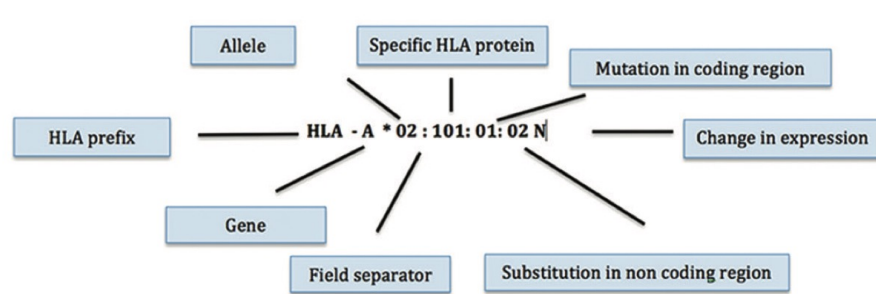 Allele
Specific HLA protein
Mutation in coding region
HLA prefix
HLA - A * 02 : 101: 01: 02 N
Change in expression
Gene
Field separator
Substitution in non coding region